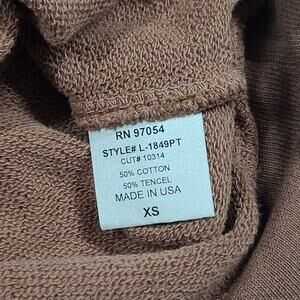 RN 97054
STYLE# L-1849PT
CUT# 10314
50% COTTON
50% TENCEL
MADE IN USA
XS